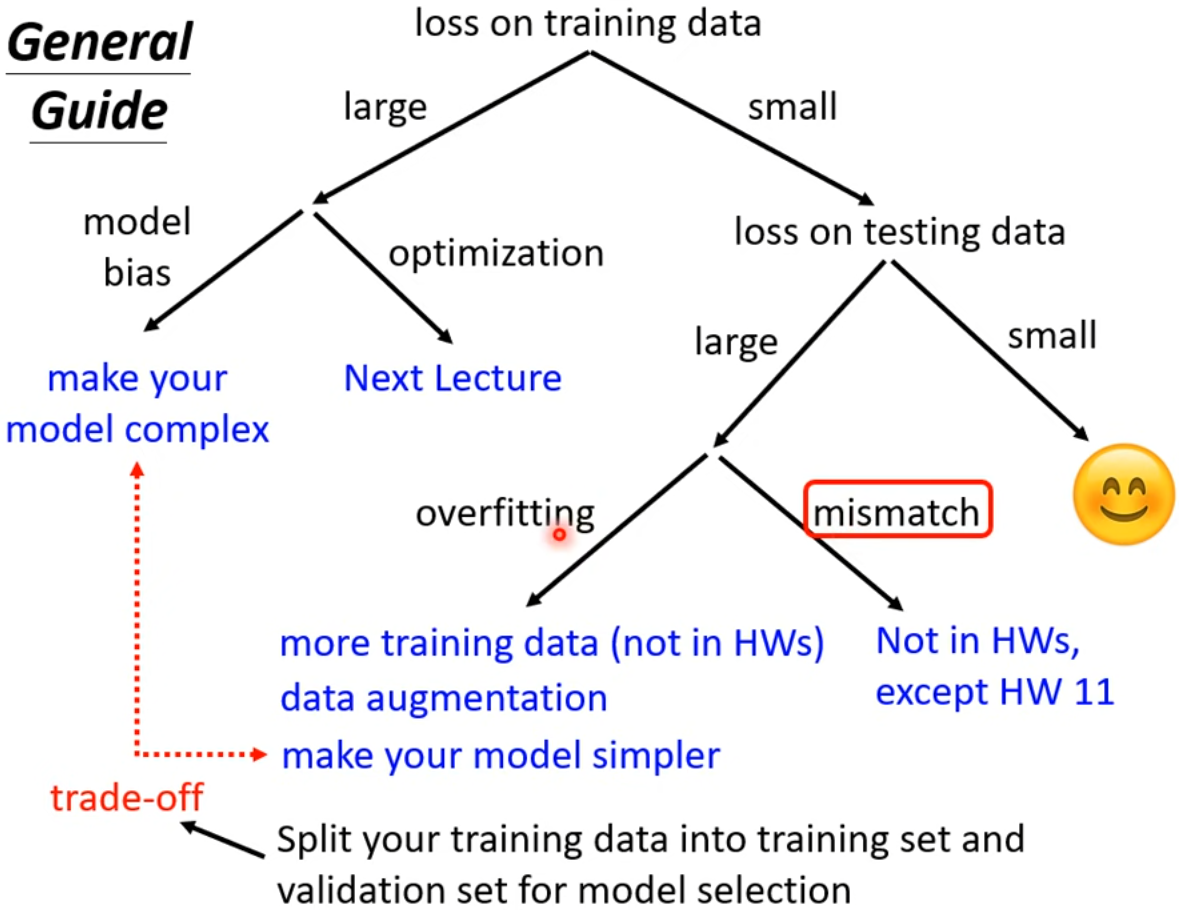 General
Guide
loss on training data
large
small
model
bias
optimization
loss on testing data
make your
model complex
Next Lecture
large
small
overfitting
mismatch
more training data (not in HWs)
data augmentation
make your model simpler
Not in HWs,
except HW 11
trade-off
Split your training data into training set and
validation set for model selection